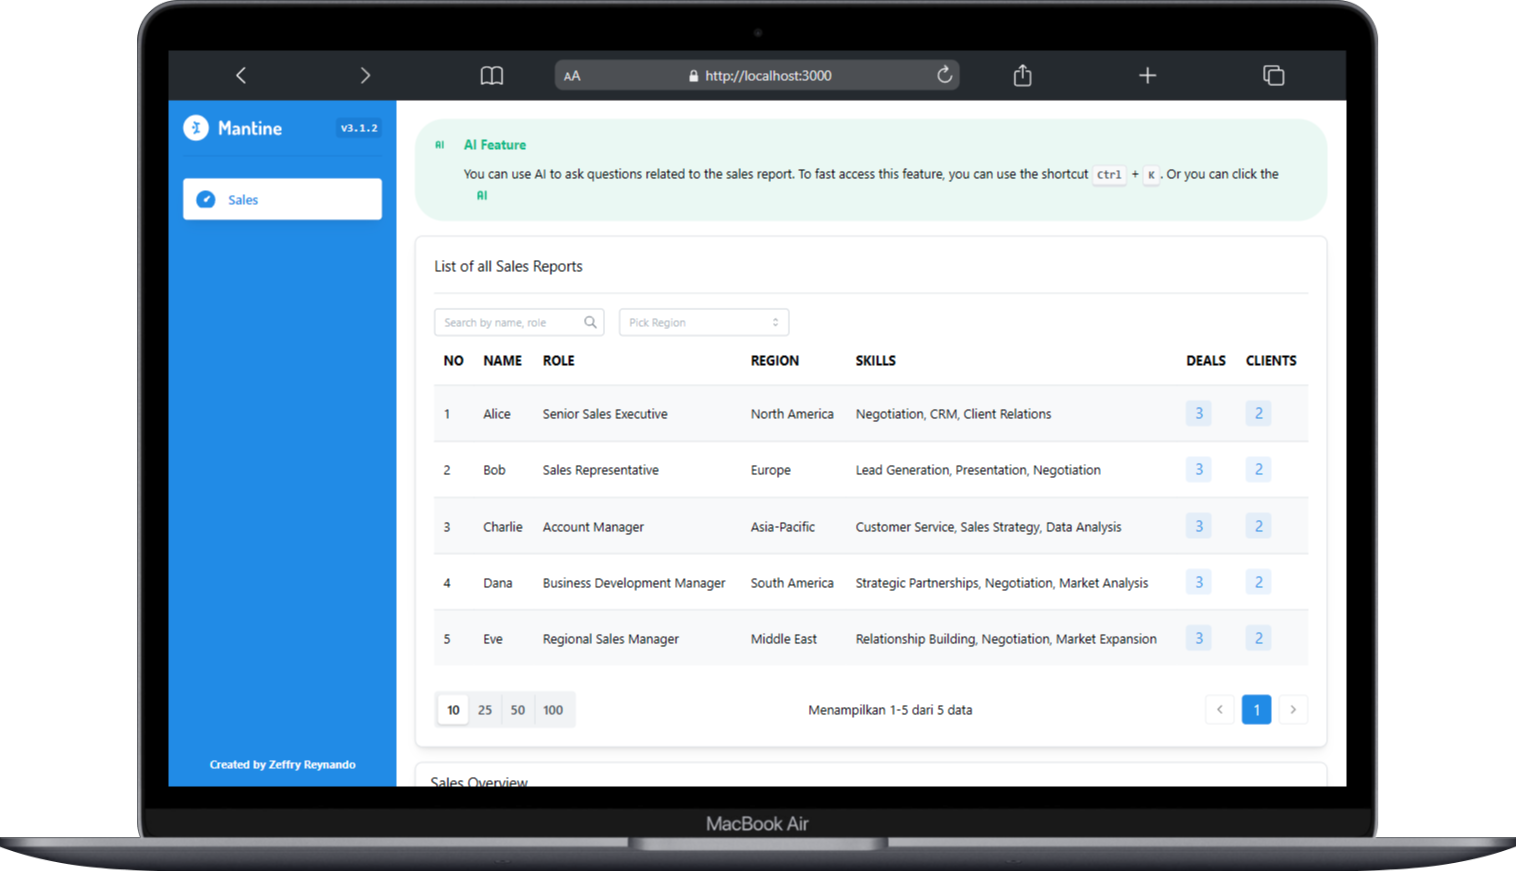 AA http://localhost:3000
Mantine v3.1.2
Sales
AI AI Feature
You can use AI to ask questions related to the sales report. To fast access this feature, you can use the shortcut Ctrl + K . Or you can click the
AI
List of all Sales Reports
Search by name, role Pick Region
NO NAME ROLE REGION SKILLS DEALS CLIENTS
1 Alice Senior Sales Executive North America Negotiation, CRM, Client Relations 3 2
2 Bob Sales Representative Europe Lead Generation, Presentation, Negotiation 3 2
3 Charlie Account Manager Asia-Pacific Customer Service, Sales Strategy, Data Analysis 3 2
4 Dana Business Development Manager South America Strategic Partnerships, Negotiation, Market Analysis 3 2
5 Eve Regional Sales Manager Middle East Relationship Building, Negotiation, Market Expansion 3 2
10 25 50 100 Menampilkan 1-5 dari 5 data 1
Created by Zeffry Reynando
Sales Overview
MacBook Air